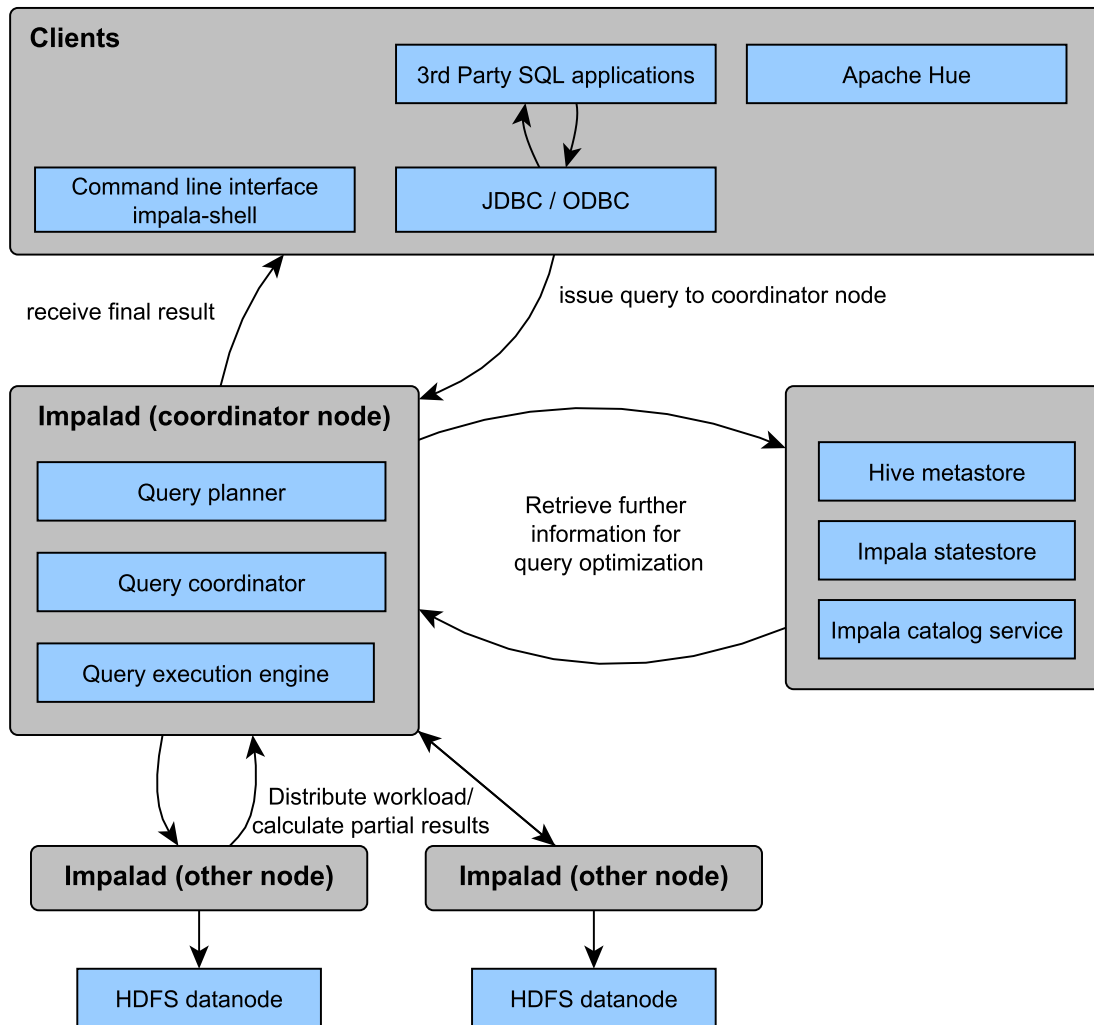 Clients
3rd Party SQL applications
Apache Hue
Command line interface
impala-shell
JDBC / ODBC
receive final result
issue query to coordinator node
Impalad (coordinator node)
Query planner
Query coordinator
Query execution engine
Retrieve further
information for
query optimization
Hive metastore
Impala statestore
Impala catalog service
Distribute workload/
calculate partial results
Impalad (other node)
Impalad (other node)
HDFS datanode
HDFS datanode